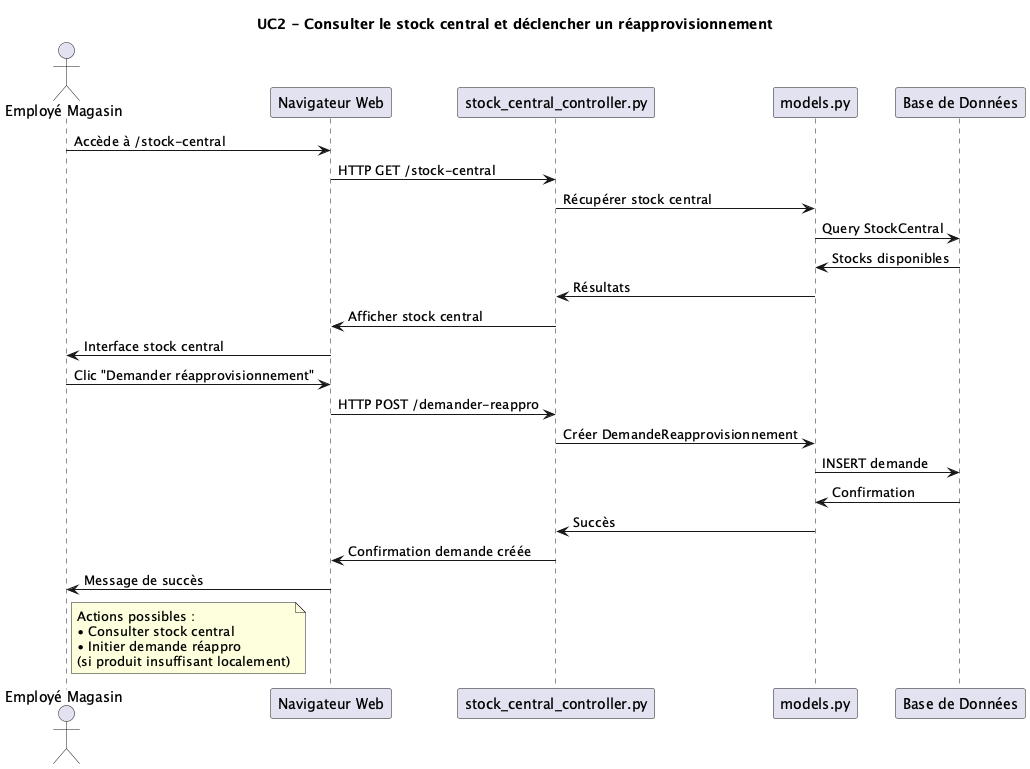 UC2 - Consulter le stock central et déclencher un réapprovisionnement
Employé Magasin
Navigateur Web
stock_central_controller.py
models.py
Base de Données
Accède à /stock-central
HTTP GET /stock-central
Récupérer stock central
Query StockCentral
Stocks disponibles
Résultats
Afficher stock central
Interface stock central
Clic "Demander réapprovisionnement"
HTTP POST /demander-reappro
Créer DemandeReapprovisionnement
INSERT demande
Confirmation
Succès
Confirmation demande créée
Message de succès
Actions possibles :
• Consulter stock central
• Initier demande réappro
(si produit insuffisant localement)
Employé Magasin
Navigateur Web
stock_central_controller.py
models.py
Base de Données